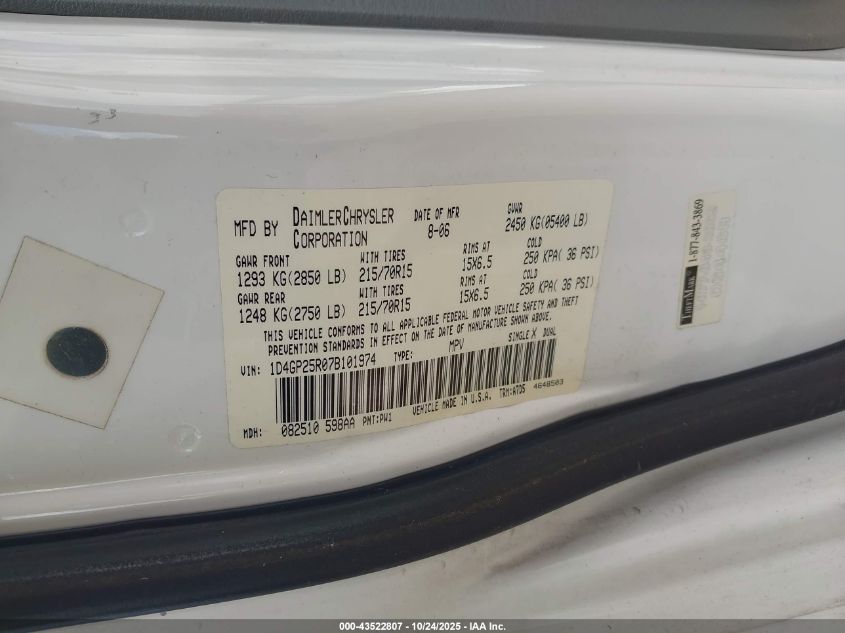 MFD BY DAIMLERCHRYSLER CORPORATION DATE OF MFR 8-06 GVWR 2450 KG(05400 LB)
GAWR FRONT WITH TIRES RIMS AT COLD
1293 KG(2850 LB) 215/70R15 15X6.5 250 KPA( 36 PSI)
GAWR REAR WITH TIRES RIMS AT COLD
1248 KG(2750 LB) 215/70R15 15X6.5 250 KPA( 36 PSI)
THIS VEHICLE CONFORMS TO ALL APPLICABLE FEDERAL MOTOR VEHICLE SAFETY AND THEFT
PREVENTION STANDARDS IN EFFECT ON THE DATE OF MANUFACTURE SHOWN ABOVE.
VIN: 1D4GP25R07B101974 TYPE: MPV SINGLE X DUAL
MDH: 082510 598AA PNT:PW1 VEHICLE MADE IN U.S.A. TRM:A7D5 4648503
THEFTMARK 1-877-843-3869
000-43522807 - 10/24/2025 - IAA Inc.